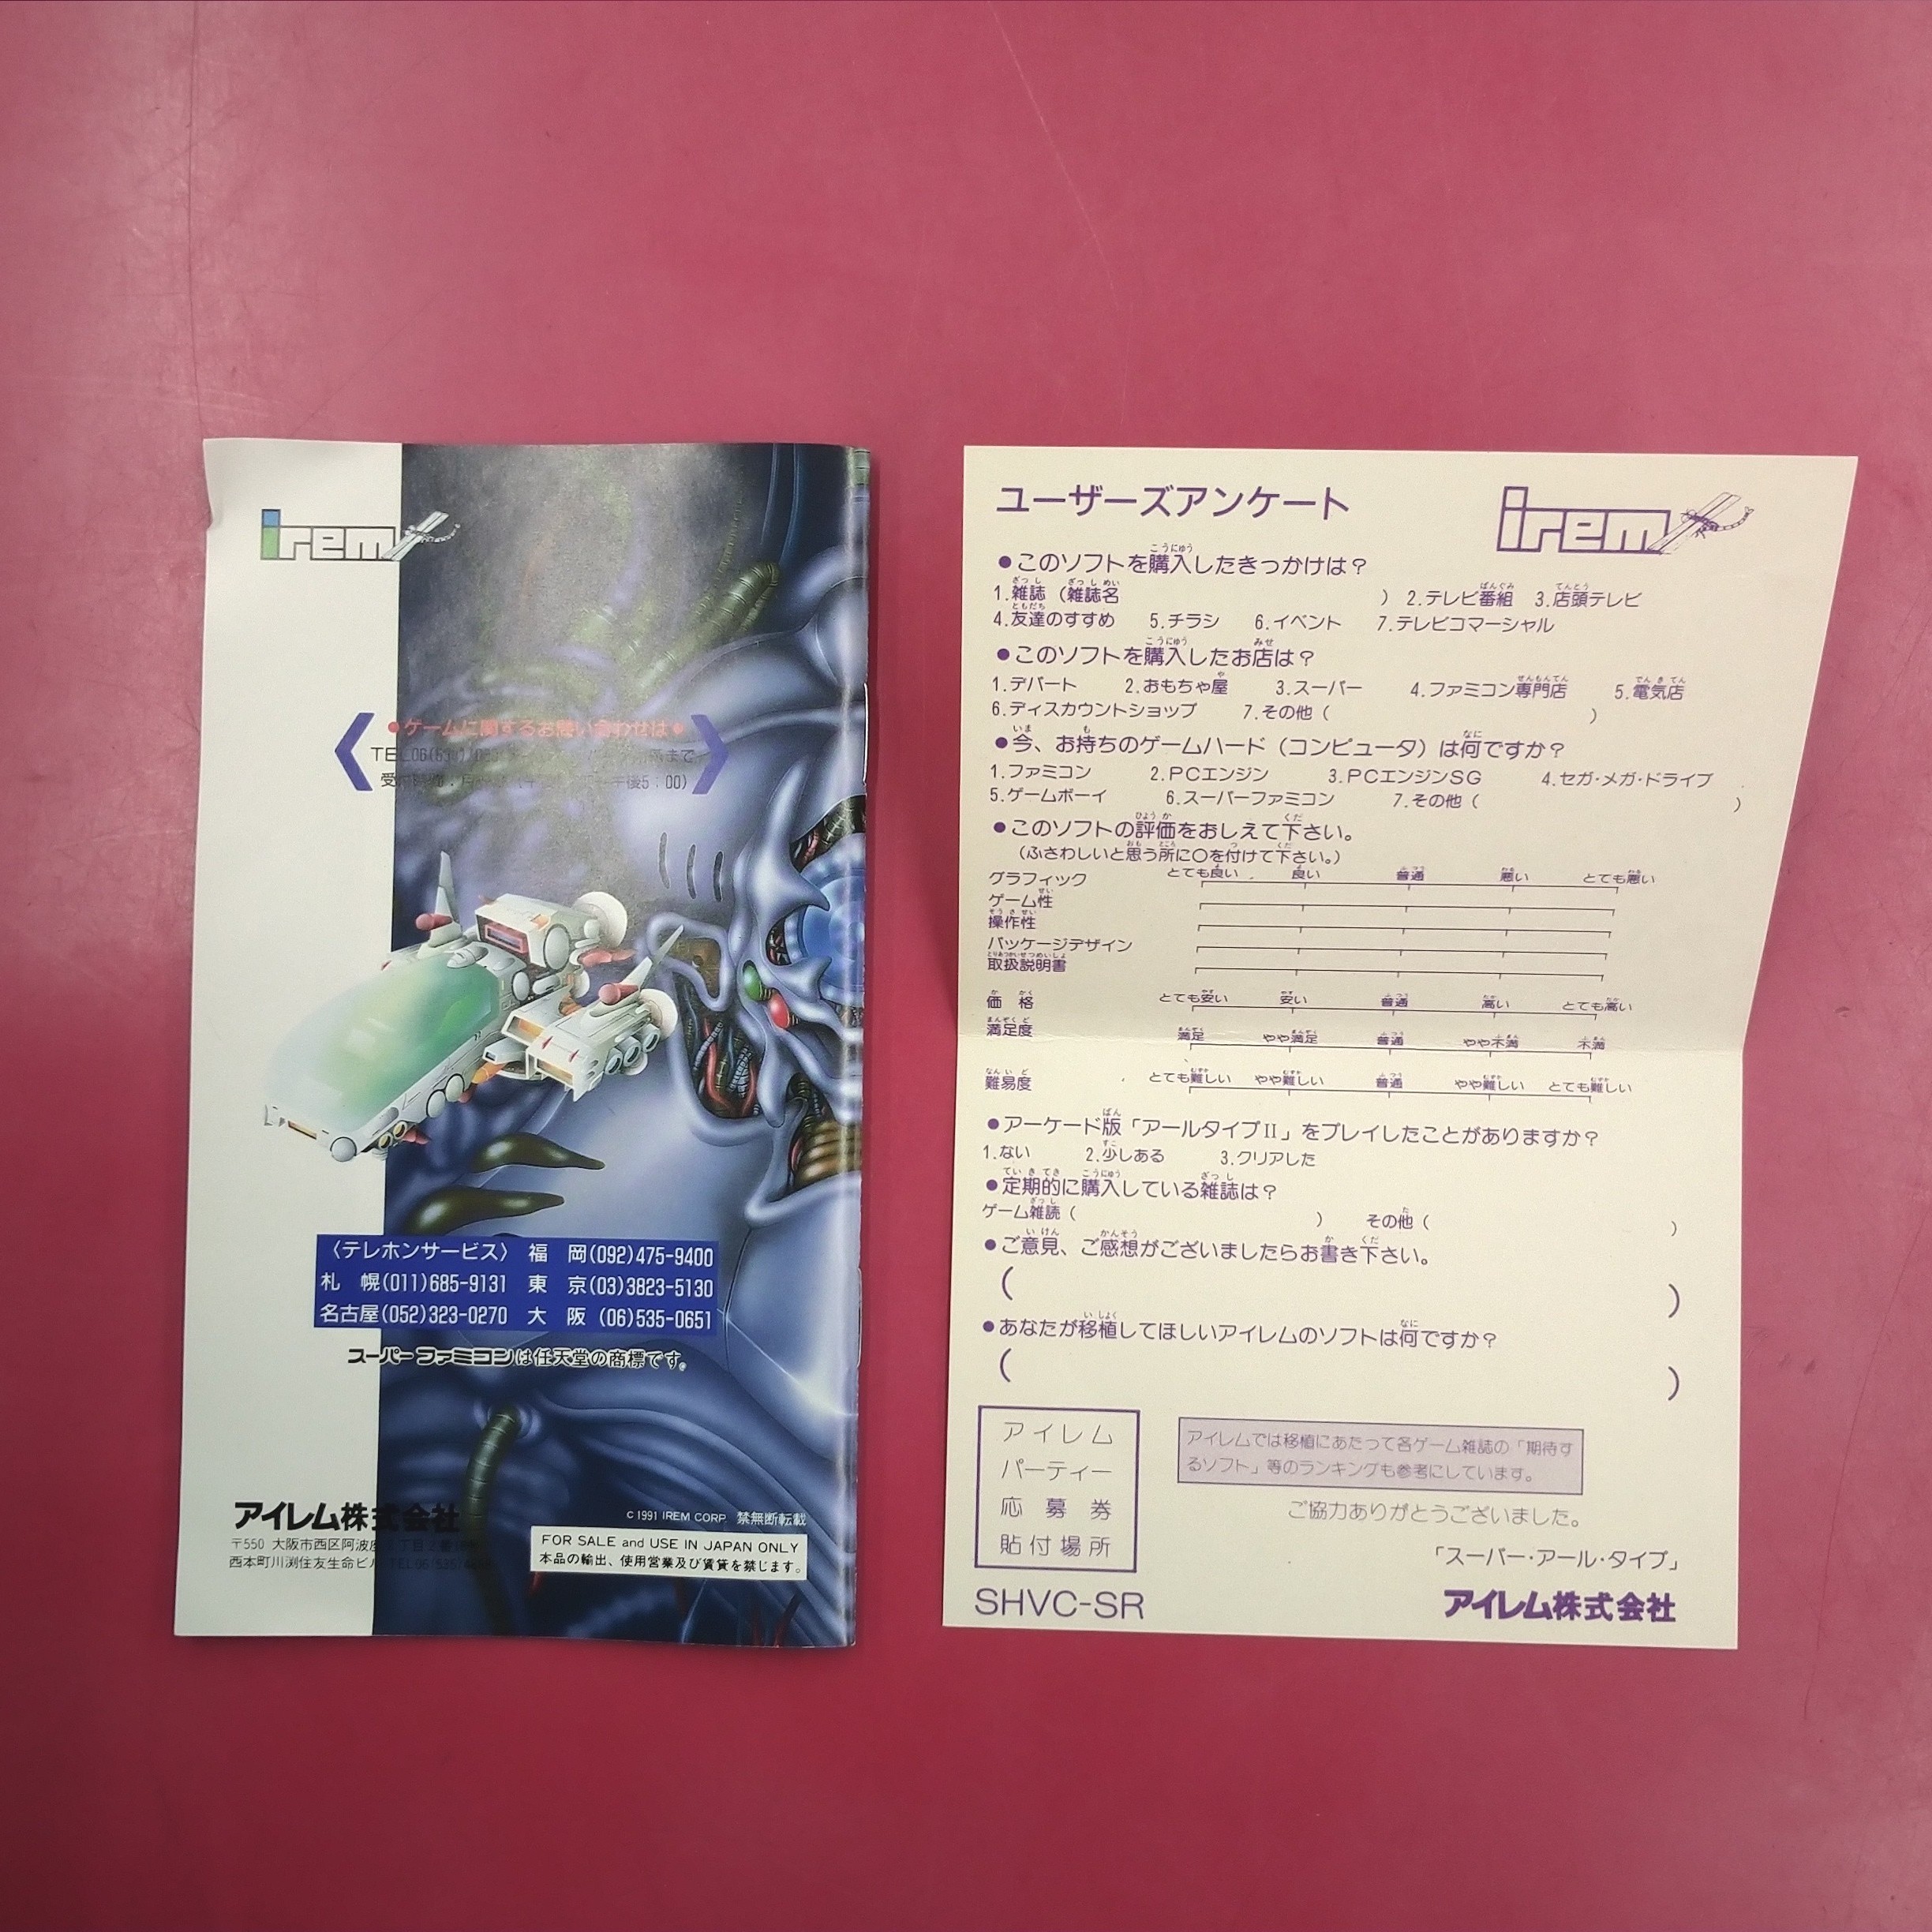 irem
●ゲームに関するお問い合わせは●
TEL06(
受付時間:月 午後5:00)
〈テレホンサービス〉 福 岡(092)475-9400
札 幌(011)685-9131 東 京(03)3823-5130
名古屋(052)323-0270 大 阪 (06)535-0651
スーパーファミコンは任天堂の商標です。
アイレム株式会社
〒550 大阪市西区阿波座
西本町川渕住友生命ビル TEL06
©1991 IREM CORP. 禁無断転載
FOR SALE and USE IN JAPAN ONLY
本品の輸出、使用営業及び賃貸を禁じます。
ユーザーズアンケート
irem
●このソフトを購入したきっかけは?
1.雑誌(雑誌名 ) 2.テレビ番組 3.店頭テレビ
4.友達のすすめ 5.チラシ 6.イベント 7.テレビコマーシャル
●このソフトを購入したお店は?
1.デパート 2.おもちゃ屋 3.スーパー 4.ファミコン専門店 5.電気店
6.ディスカウントショップ 7.その他( )
●今、お持ちのゲームハード(コンピュータ)は何ですか?
1.ファミコン 2.PCエンジン 3.PCエンジンSG 4.セガ・メガ・ドライブ
5.ゲームボーイ 6.スーパーファミコン 7.その他( )
●このソフトの評価をおしえて下さい。
(ふさわしいと思う所に○を付けて下さい。)
グラフィック とても良い 良い 普通 悪い とても悪い
ゲーム性
操作性
パッケージデザイン
取扱説明書
価 格 とても安い 安い 普通 高い とても高い
満足度 満足 やや満足 普通 やや不満 不満
難易度 とても難しい やや難しい 普通 やや難しい とても難しい
●アーケード版「アールタイプⅡ」をプレイしたことがありますか?
1.ない 2.少しある 3.クリアした
●定期的に購入している雑誌は?
ゲーム雑読( ) その他( )
●ご意見、ご感想がございましたらお書き下さい。
( )
●あなたが移植してほしいアイレムのソフトは何ですか?
( )
アイレム
パーティー
応募券
貼付場所
アイレムでは移植にあたって各ゲーム雑誌の「期待す
るソフト」等のランキングも参考にしています。
ご協力ありがとうございました。
「スーパー・アール・タイプ」
SHVC-SR
アイレム株式会社